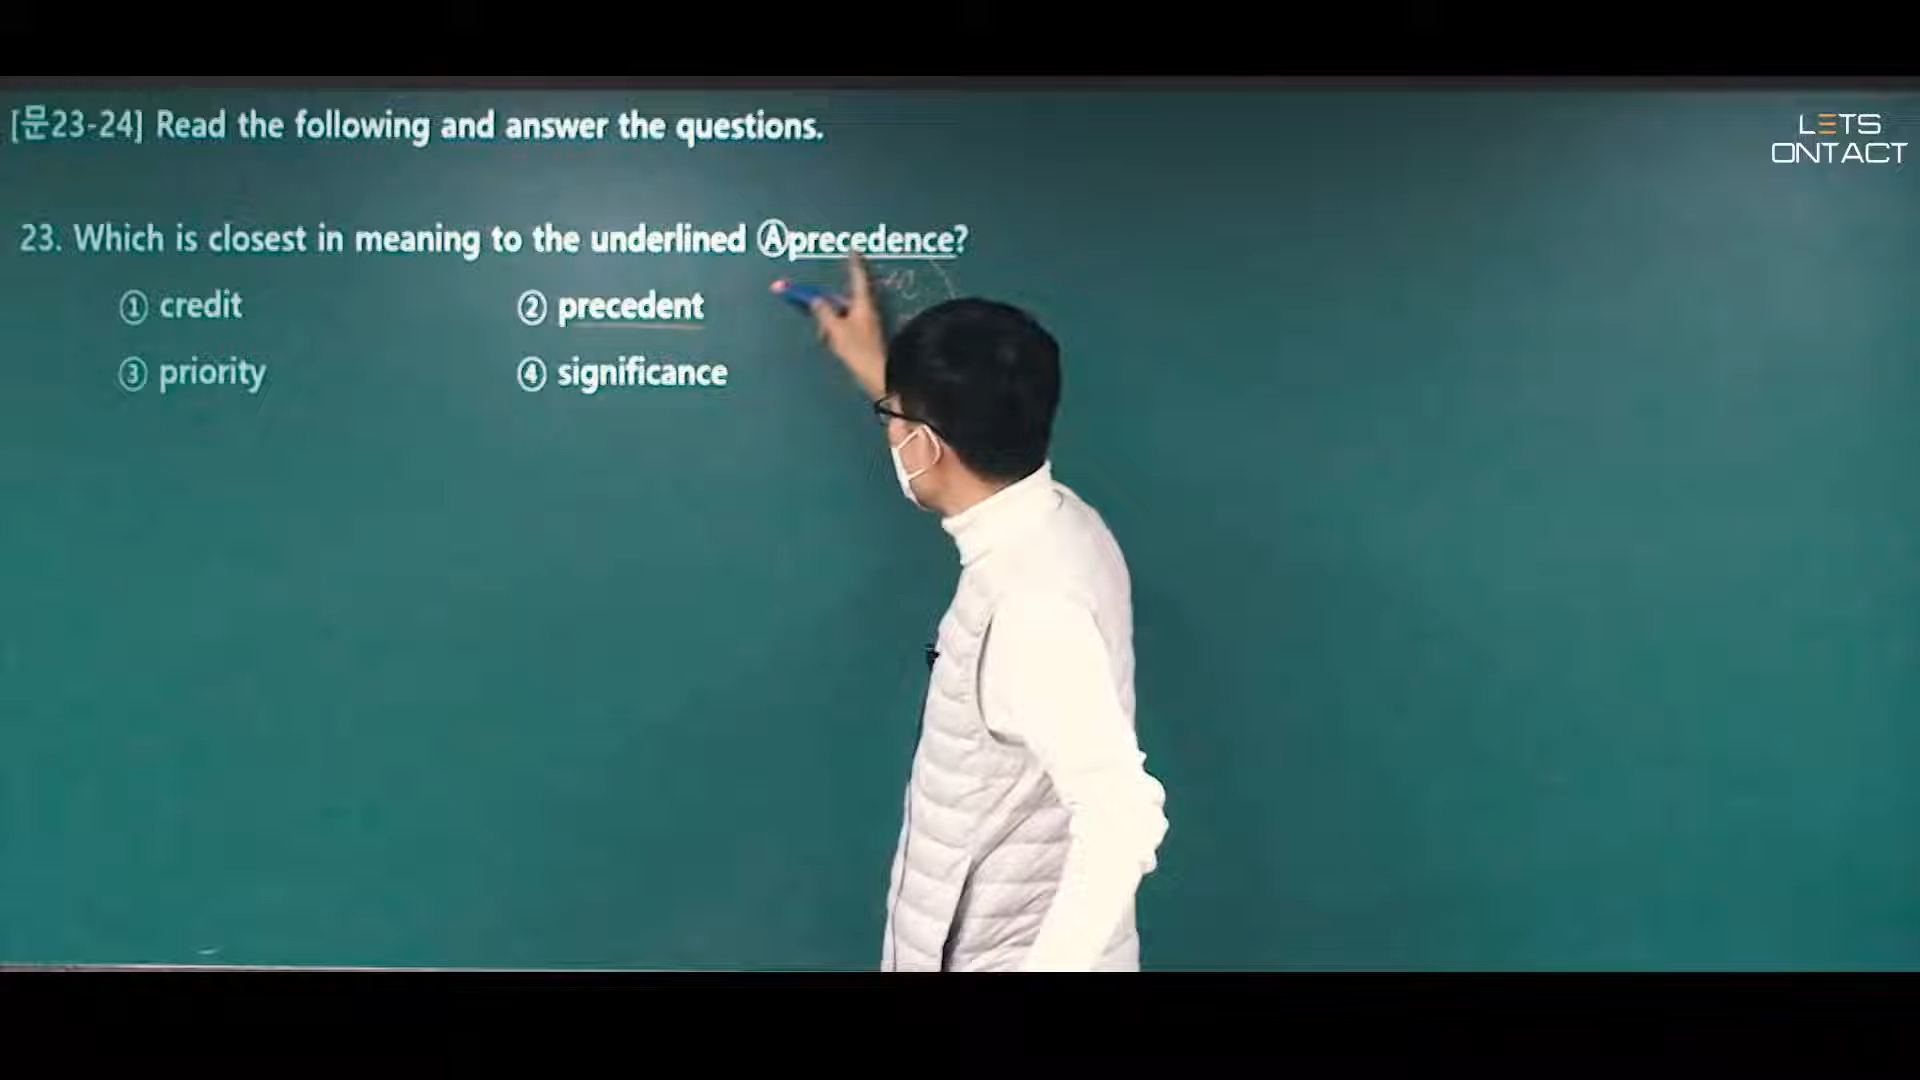 [문23-24] Read the following and answer the questions.
LETS
ONTACT
23. Which is closest in meaning to the underlined Ⓐprecedence?
① credit ② precedent
③ priority ④ significance